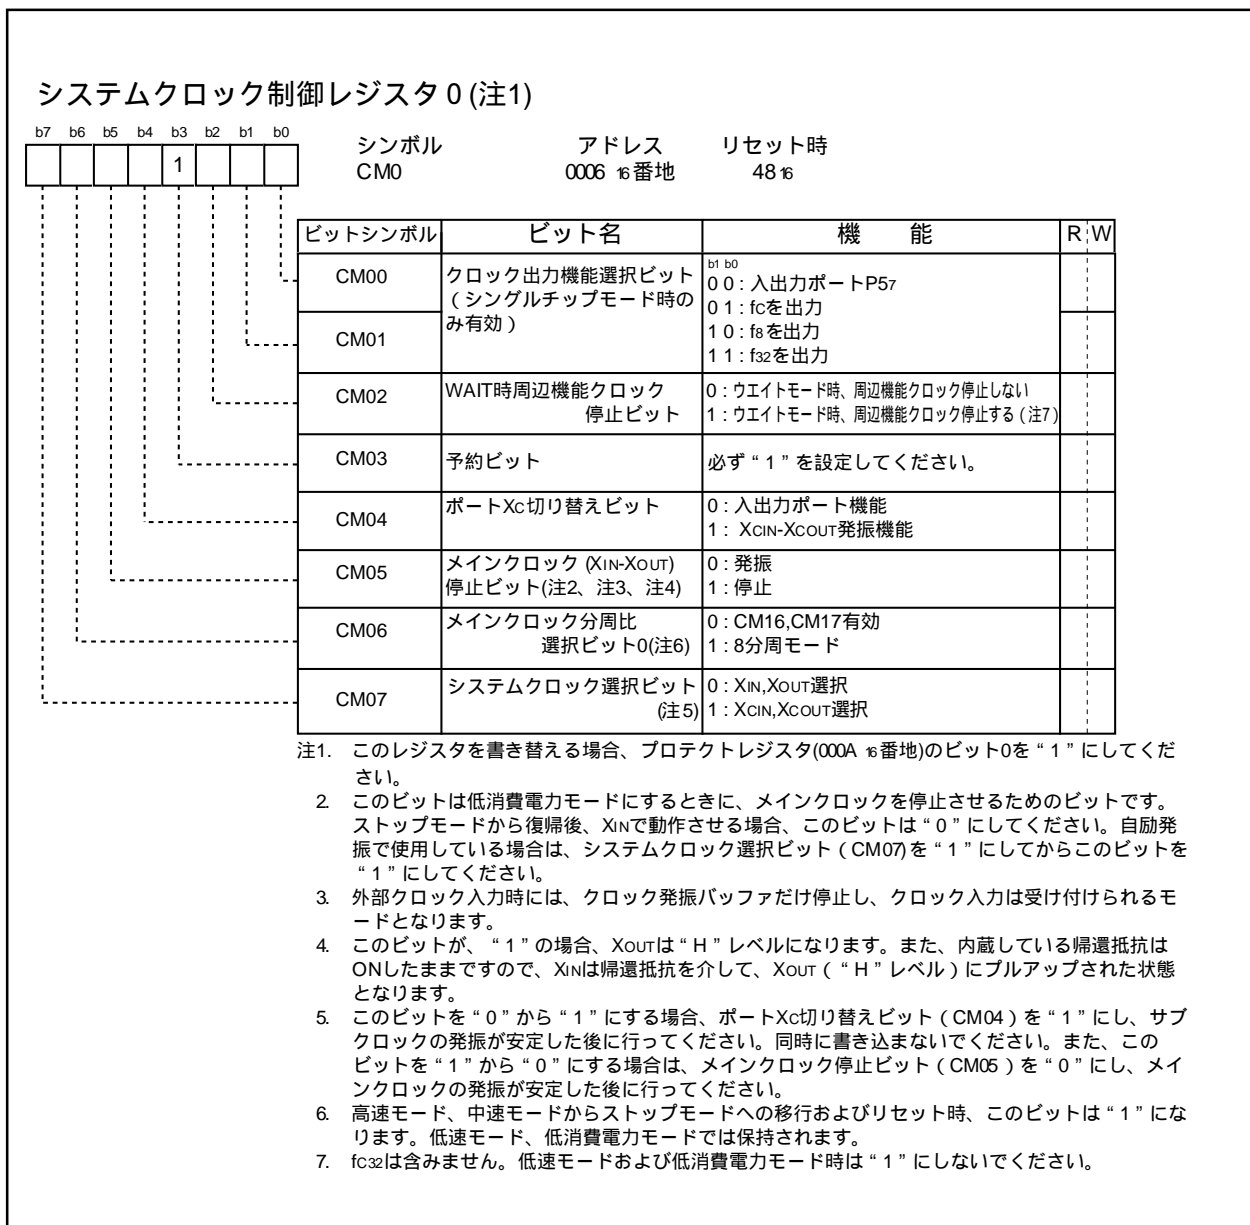 システムクロック制御レジスタ 0 (注1)
b7 b6 b5 b4 b3 b2 b1 b0
1
シンボル アドレス リセット時
CM0 0006 16番地 48 16
ビットシンボル ビット名 機 能 R W
CM00 クロック出力機能選択ビット
(シングルチップモード時の
み有効)
b1 b0
0 0 : 入出力ポートP57
0 1 : fCを出力
1 0 : f8を出力
1 1 : f32を出力
CM01
CM02 WAIT時周辺機能クロック
停止ビット
0 : ウエイトモード時、周辺機能クロック停止しない
1 : ウエイトモード時、周辺機能クロック停止する(注7)
CM03 予約ビット 必ず“1”を設定してください。
CM04 ポートXC切り替えビット 0 : 入出力ポート機能
1 : XCIN-XCOUT発振機能
CM05 メインクロック (XIN-XOUT)
停止ビット(注2、注3、注4)
0 : 発振
1 : 停止
CM06 メインクロック分周比
選択ビット0(注6)
0 : CM16,CM17有効
1 : 8分周モード
CM07 システムクロック選択ビット
(注5)
0 : XIN,XOUT選択
1 : XCIN,XCOUT選択
注1. このレジスタを書き替える場合、プロテクトレジスタ(000A 16番地)のビット0を“1”にしてくだ
さい。
2. このビットは低消費電力モードにするときに、メインクロックを停止させるためのビットです。
ストップモードから復帰後、XINで動作させる場合、このビットは“0”にしてください。自励発
振で使用している場合は、システムクロック選択ビット(CM07)を“1”にしてからこのビットを
“1”にしてください。
3. 外部クロック入力時には、クロック発振バッファだけ停止し、クロック入力は受け付けられるモ
ードとなります。
4. このビットが、“1”の場合、XOUTは“H”レベルになります。また、内蔵している帰還抵抗は
ONしたままですので、XINは帰還抵抗を介して、XOUT(“H”レベル)にプルアップされた状態
となります。
5. このビットを“0”から“1”にする場合、ポートXC切り替えビット(CM04)を“1”にし、サブ
クロックの発振が安定した後に行ってください。同時に書き込まないでください。また、この
ビットを“1”から“0”にする場合は、メインクロック停止ビット(CM05)を“0”にし、メイ
ンクロックの発振が安定した後に行ってください。
6. 高速モード、中速モードからストップモードへの移行およびリセット時、このビットは“1”にな
ります。低速モード、低消費電力モードでは保持されます。
7. fC32は含みません。低速モードおよび低消費電力モード時は“1”にしないでください。